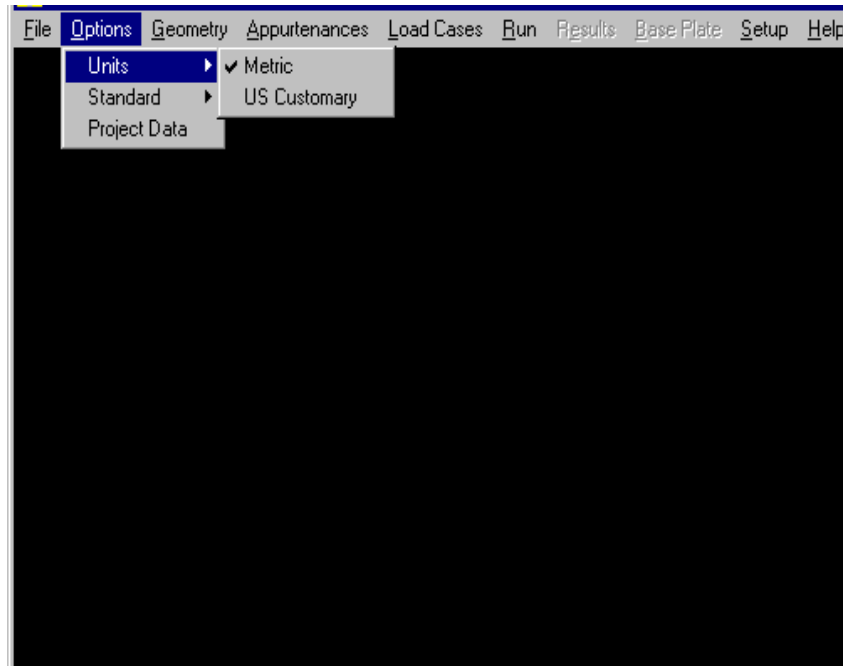 File Options Geometry Appurtenances Load Cases Run Results Base Plate Setup Help
Units
Metric
Standard
US Customary
Project Data